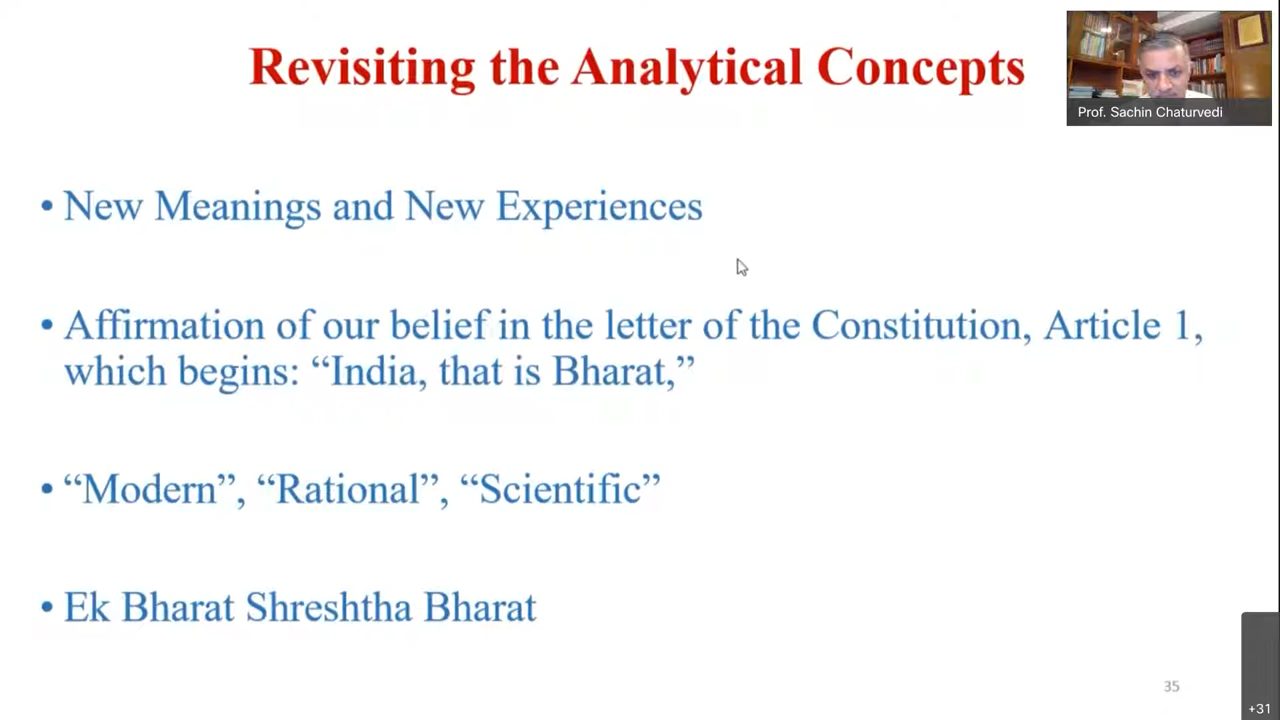 Revisiting the Analytical Concepts
Prof. Sachin Chaturvedi
• New Meanings and New Experiences
• Affirmation of our belief in the letter of the Constitution, Article 1,
which begins: “India, that is Bharat,”
• “Modern”, “Rational”, “Scientific”
• Ek Bharat Shreshtha Bharat
35
+31